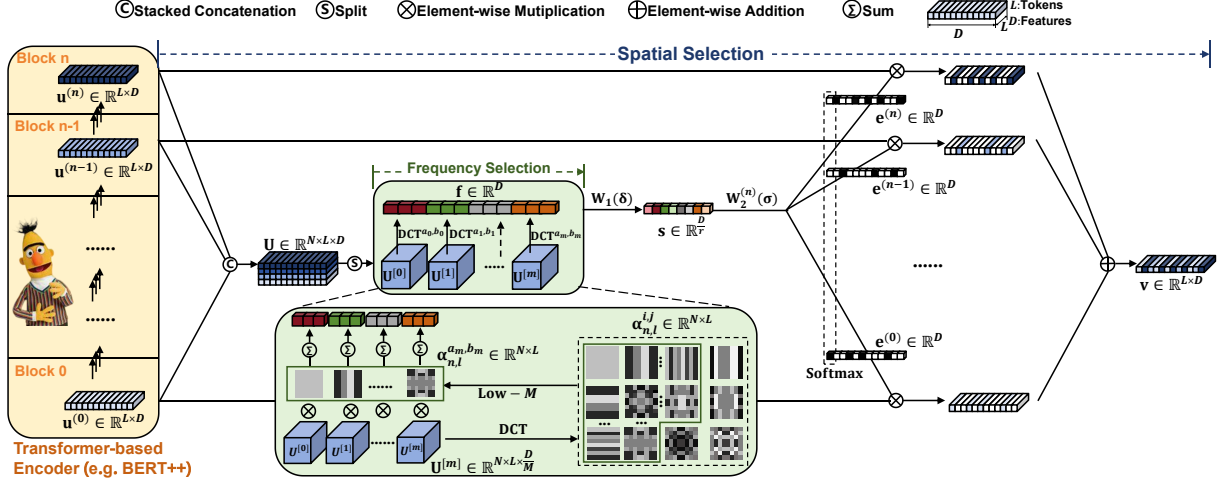 C Stacked Concatenation S Split ⊗ Element-wise Mutiplication ⊕ Element-wise Addition Σ Sum
L:Tokens
D:Features
D
L
Spatial Selection
Block n
u^(n) ∈ ℝ^{L×D}
Block n-1
u^(n−1) ∈ ℝ^{L×D}
......
......
Block 0
u^(0) ∈ ℝ^{L×D}
Transformer-based
Encoder (e.g. BERT++)
C
U ∈ ℝ^{N×L×D}
S
Frequency Selection
f ∈ ℝ^D
DCT^{a_0,b_0} DCT^{a_1,b_1} ..... DCT^{a_m,b_m}
U^[0] U^[1] ..... U^[m]
W_1(δ)
s ∈ ℝ^{D/r}
W_2^(n)(σ)
Σ Σ Σ Σ
α_{n,l}^{a_m,b_m} ∈ ℝ^{N×L}
......
U^[0] U^[1] ...... U^[m]
U^[m] ∈ ℝ^{N×L×D/M}
Low − M
DCT
α_{n,l}^{i,j} ∈ ℝ^{N×L}
...
...
...
...
e^(n) ∈ ℝ^D
e^(n−1) ∈ ℝ^D
......
e^(0) ∈ ℝ^D
Softmax
v ∈ ℝ^{L×D}